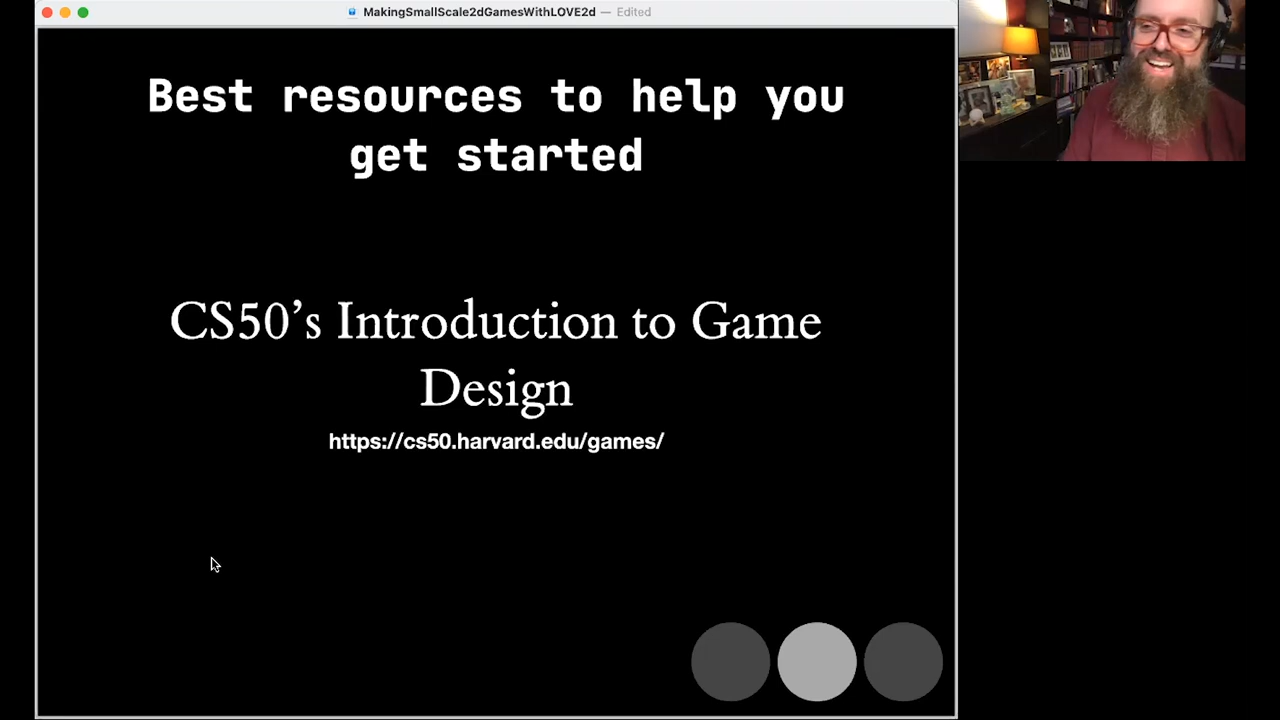 MakingSmallScale2dGamesWithLOVE2d — Edited
Best resources to help you
get started
CS50’s Introduction to Game
Design
https://cs50.harvard.edu/games/